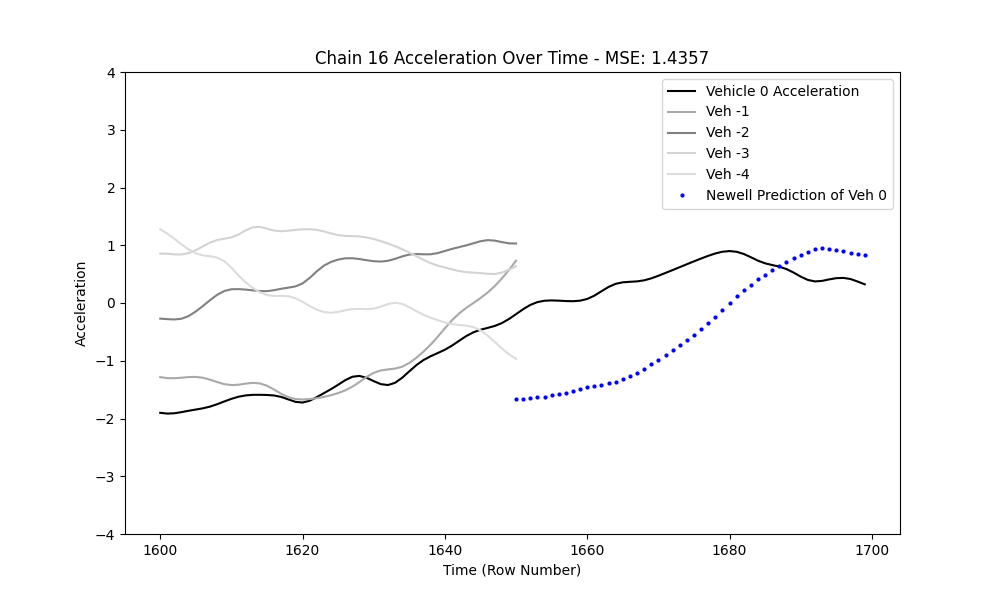 Chain 16 Acceleration Over Time - MSE: 1.4357
Acceleration
4
3
2
1
0
−1
−2
−3
−4
Vehicle 0 Acceleration
Veh -1
Veh -2
Veh -3
Veh -4
Newell Prediction of Veh 0
1600 1620 1640 1660 1680 1700
Time (Row Number)